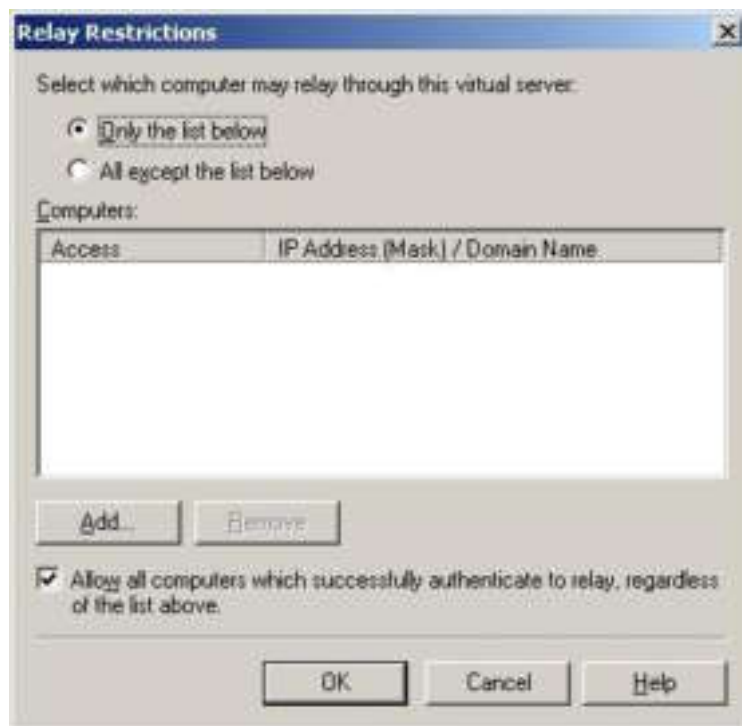 Relay Restrictions
Select which computer may relay through this virtual server:
Only the list below
All except the list below
Computers:
Access IP Address (Mask) / Domain Name
Add... Remove
Allow all computers which successfully authenticate to relay, regardless
of the list above.
OK Cancel Help